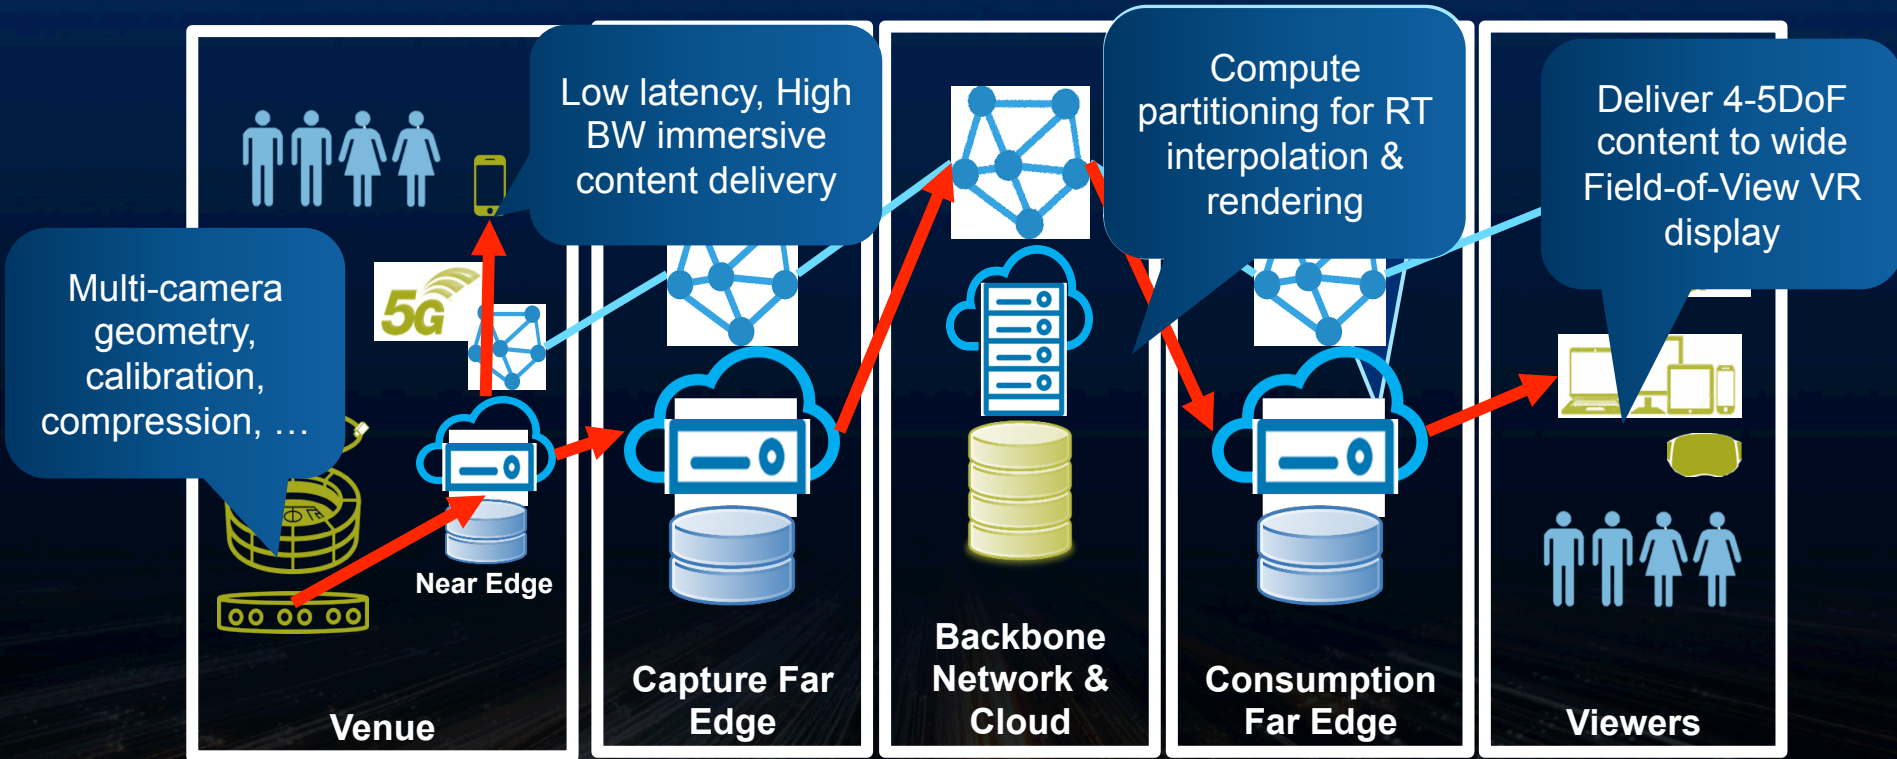 Multi-camera
geometry,
calibration,
compression, …
Low latency, High
BW immersive
content delivery
Compute
partitioning for RT
interpolation &
rendering
Deliver 4-5DoF
content to wide
Field-of-View VR
display
5G
Near Edge
Venue
Capture Far
Edge
Backbone
Network &
Cloud
Consumption
Far Edge
Viewers